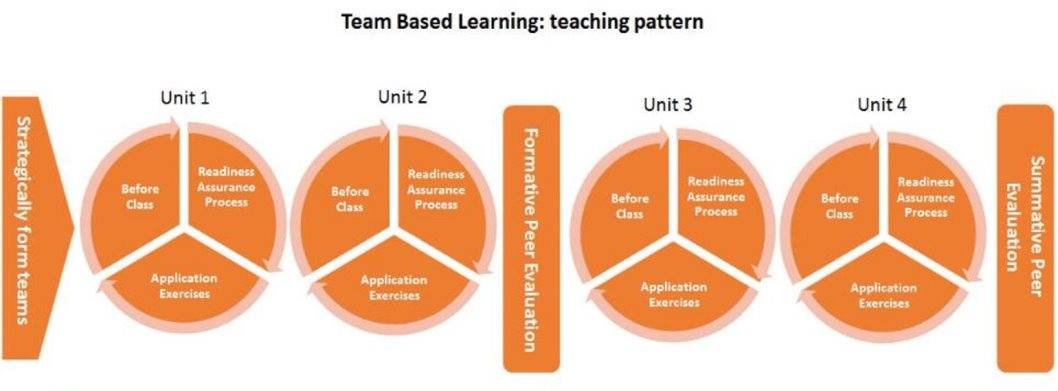 Team Based Learning: teaching pattern
Strategically form teams
Unit 1
Before
Class
Readiness
Assurance
Process
Application
Exercises
Unit 2
Before
Class
Readiness
Assurance
Process
Application
Exercises
Formative Peer Evaluation
Unit 3
Before
Class
Readiness
Assurance
Process
Application
Exercises
Unit 4
Before
Class
Readiness
Assurance
Process
Application
Exercises
Summative Peer
Evaluation